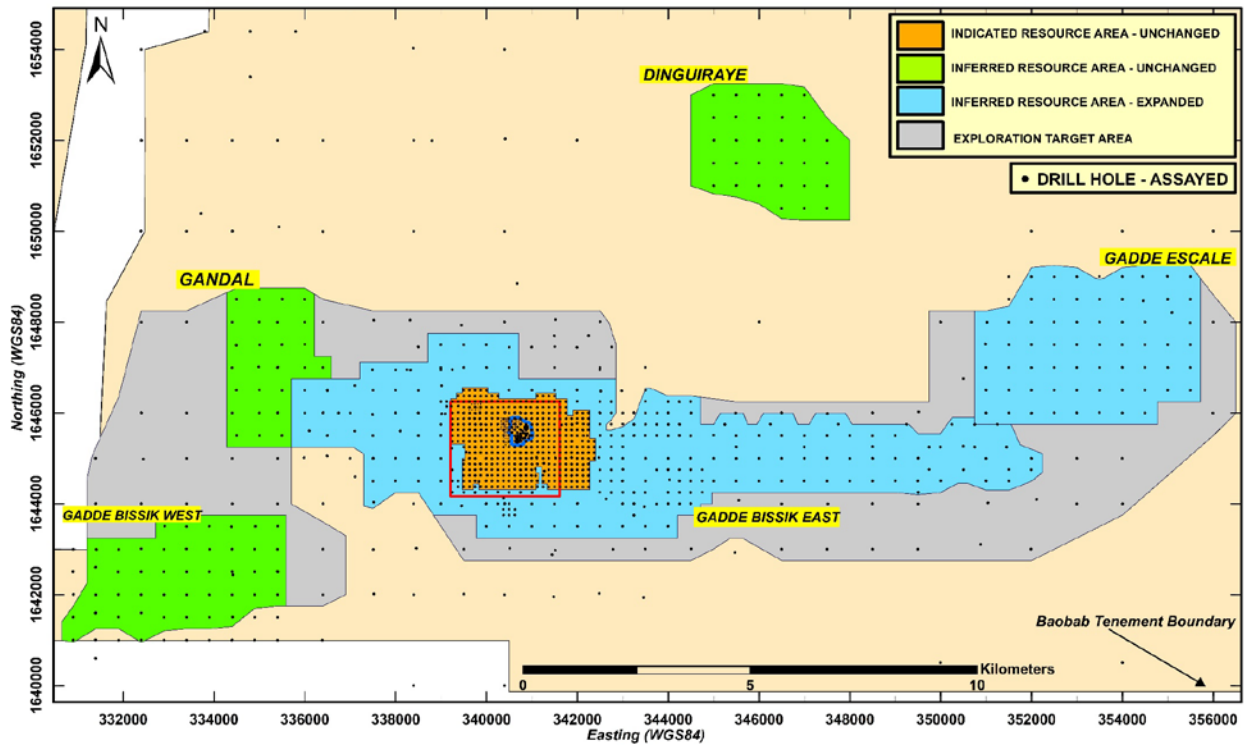 N
INDICATED RESOURCE AREA - UNCHANGED
INFERRED RESOURCE AREA - UNCHANGED
INFERRED RESOURCE AREA - EXPANDED
EXPLORATION TARGET AREA
DRILL HOLE - ASSAYED
DINGUIRAYE
GADDE ESCALE
GANDAL
GADDE BISSIK WEST
GADDE BISSIK EAST
Baobab Tenement Boundary
Kilometers
0 5 10
Northing (WGS84)
1654000
1652000
1650000
1648000
1646000
1644000
1642000
1640000
332000 334000 336000 338000 340000 342000 344000 346000 348000 350000 352000 354000 356000
Easting (WGS84)